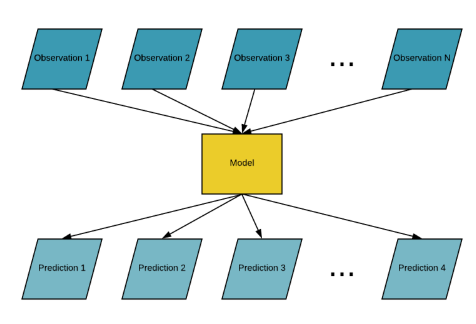 Observation 1
Observation 2
Observation 3
...
Observation N
Model
Prediction 1
Prediction 2
Prediction 3
...
Prediction 4